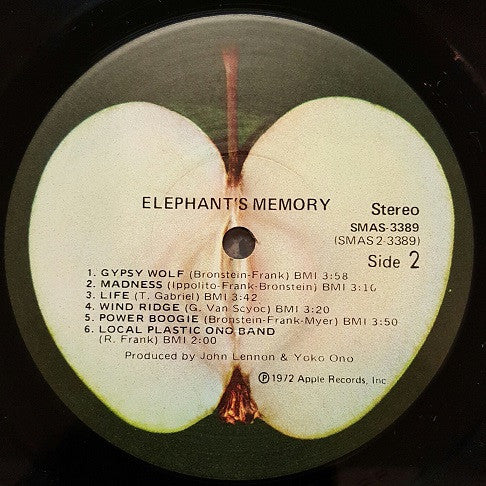 ELEPHANT'S MEMORY
Stereo
SMAS-3389
(SMAS 2-3389)
Side 2
1. GYPSY WOLF (Bronstein-Frank) BMI 3:58
2. MADNESS (Ippolito-Frank-Bronstein) BMI 3:10
3. LIFE (T. Gabriel) BMI 3:42
4. WIND RIDGE (G. Van Scyoc) BMI 3:20
5. POWER BOOGIE (Bronstein-Frank-Myer) BMI 3:50
6. LOCAL PLASTIC ONO BAND
(R. Frank) BMI 2:00
Produced by John Lennon & Yoko Ono
℗1972 Apple Records, Inc